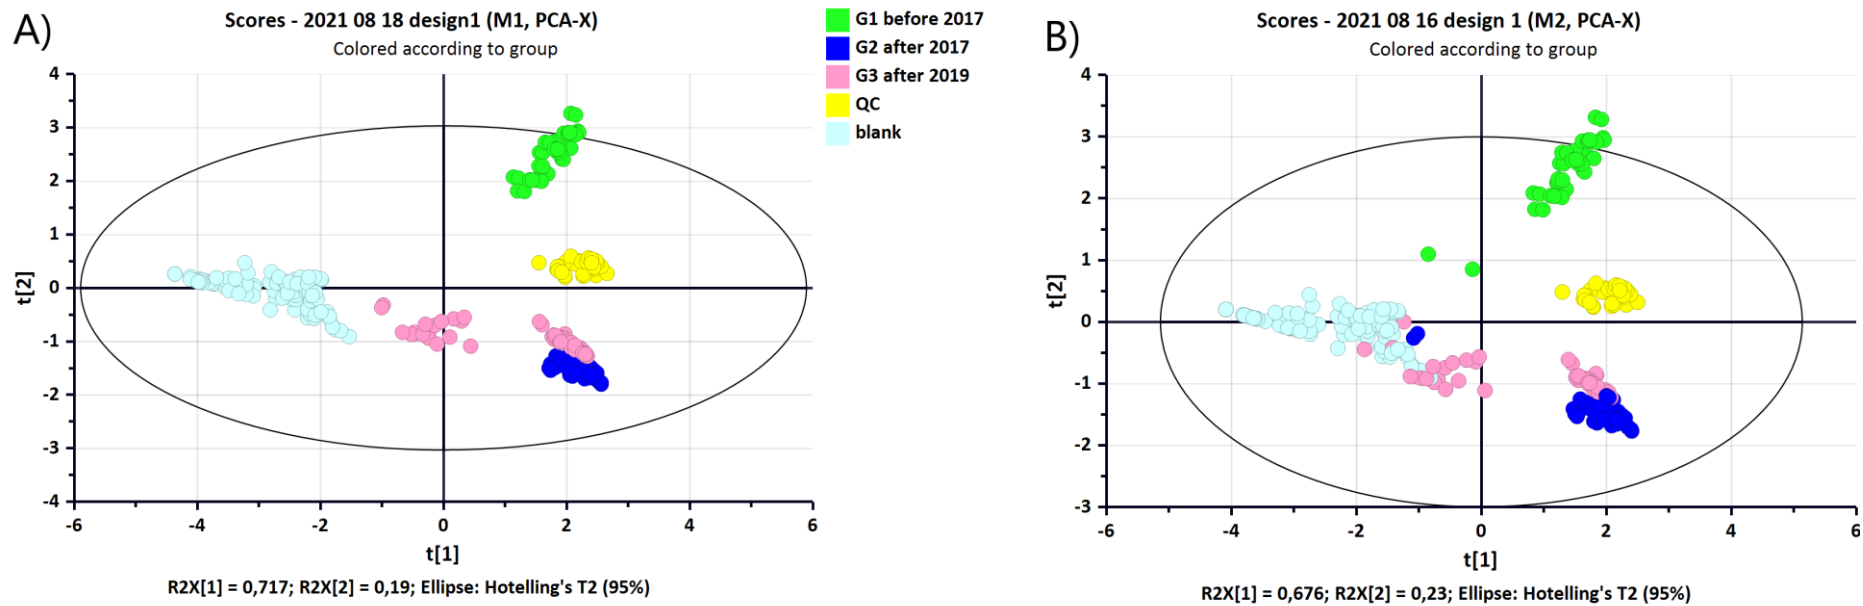 A)
Scores - 2021 08 18 design1 (M1, PCA-X)
Colored according to group
4
3
2
1
0
-1
-2
-3
-4
t[2]
-6
-4
-2
0
2
4
6
t[1]
R2X[1] = 0,717; R2X[2] = 0,19; Ellipse: Hotelling's T2 (95%)
G1 before 2017
G2 after 2017
G3 after 2019
QC
blank
B)
Scores - 2021 08 16 design 1 (M2, PCA-X)
Colored according to group
4
3
2
1
0
-1
-2
-3
t[2]
-6
-4
-2
0
2
4
6
t[1]
R2X[1] = 0,676; R2X[2] = 0,23; Ellipse: Hotelling's T2 (95%)